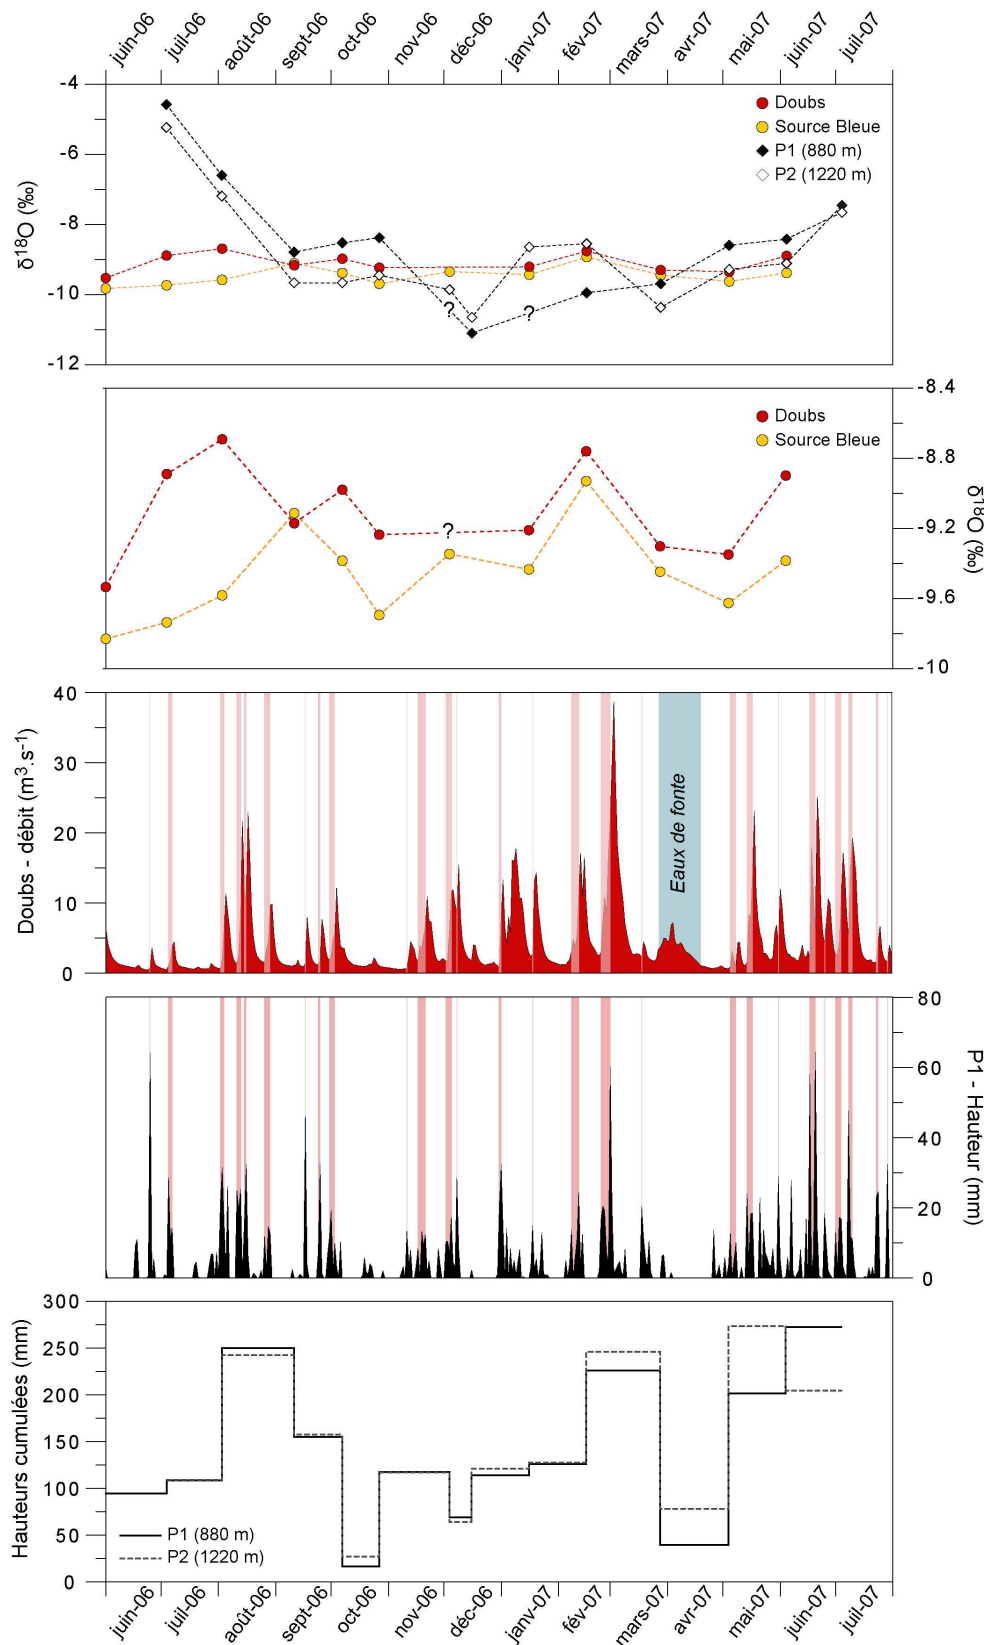 juin-06 juil-06 août-06 sept-06 oct-06 nov-06 déc-06 janv-07 fév-07 mars-07 avr-07 mai-07 juin-07 juil-07
-4
-6
-8
-10
-12
δ18O (‰)
Doubs
Source Bleue
P1 (880 m)
P2 (1220 m)
? ?
-8.4
-8.8
-9.2
-9.6
-10
δ18O (‰)
Doubs
Source Bleue
?
40
30
20
10
0
Doubs - débit (m3.s-1)
Eaux de fonte
80
60
40
20
0
P1 - Hauteur (mm)
300
250
200
150
100
50
0
Hauteurs cumulées (mm)
P1 (880 m)
P2 (1220 m)
juin-06 juil-06 août-06 sept-06 oct-06 nov-06 déc-06 janv-07 fév-07 mars-07 avr-07 mai-07 juin-07 juil-07